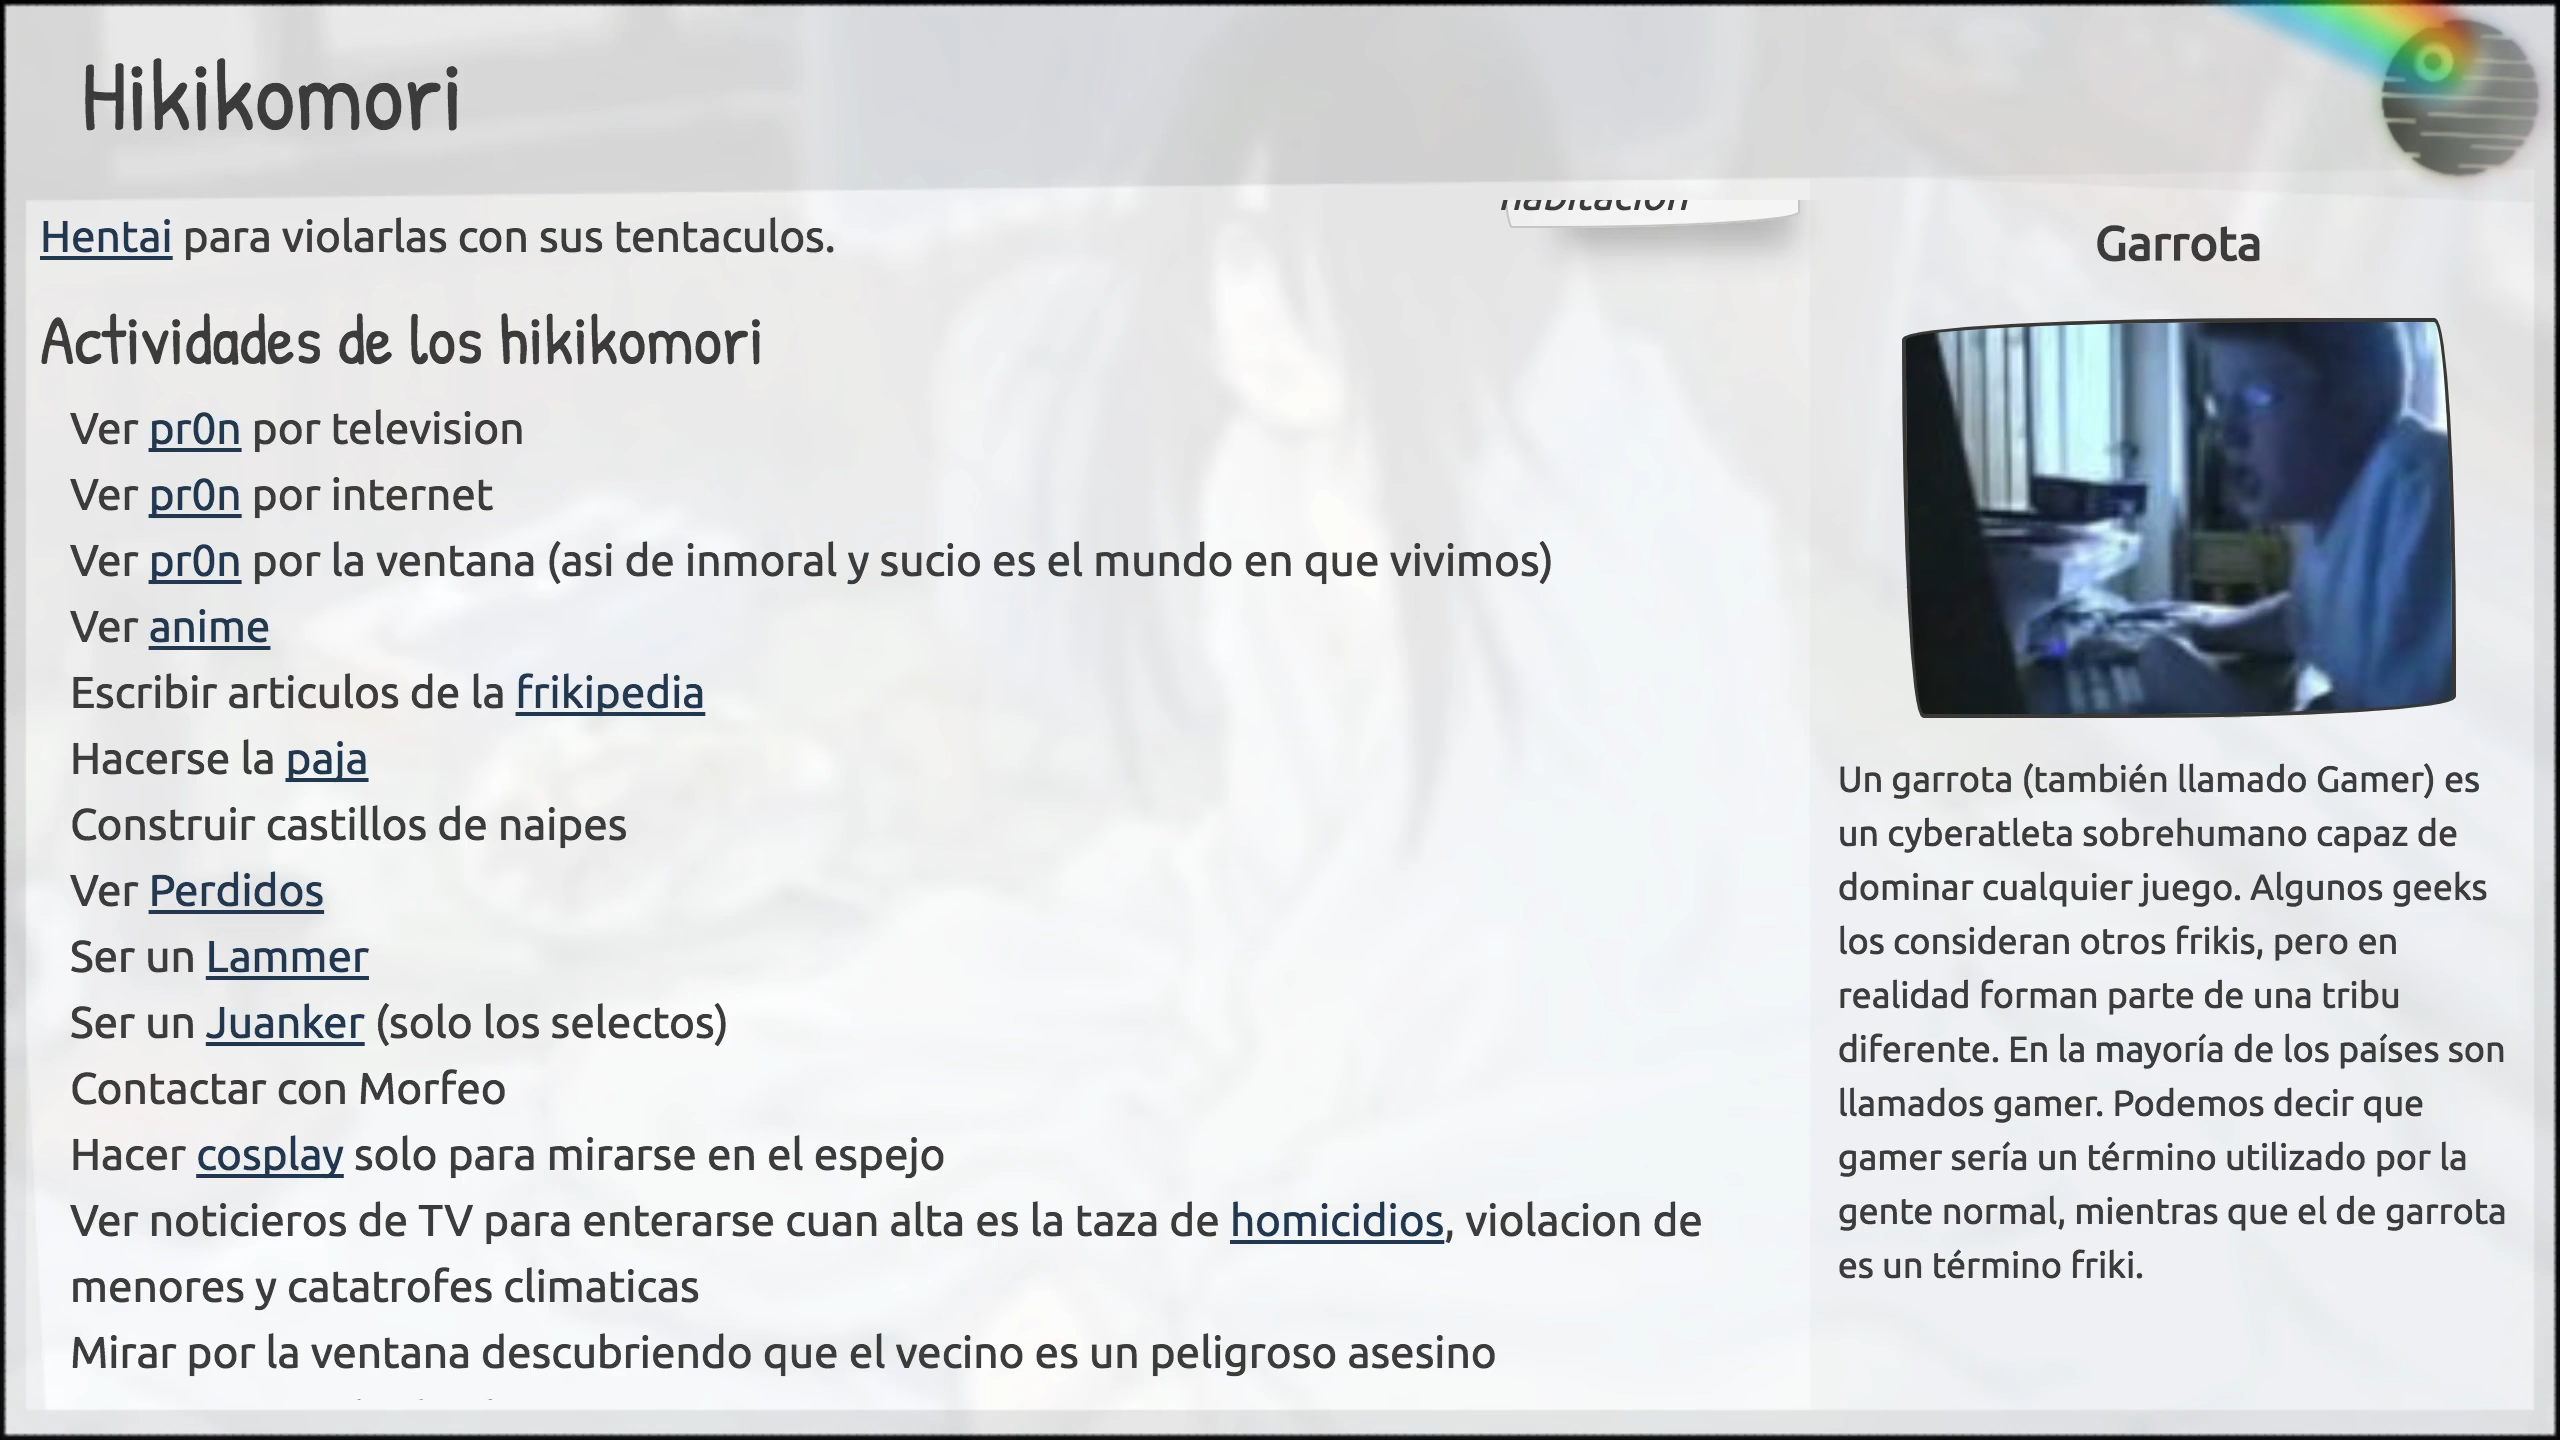 Hikikomori
habitación
Hentai para violarlas con sus tentaculos.
Actividades de los hikikomori
Ver pr0n por television
Ver pr0n por internet
Ver pr0n por la ventana (asi de inmoral y sucio es el mundo en que vivimos)
Ver anime
Escribir articulos de la frikipedia
Hacerse la paja
Construir castillos de naipes
Ver Perdidos
Ser un Lammer
Ser un Juanker (solo los selectos)
Contactar con Morfeo
Hacer cosplay solo para mirarse en el espejo
Ver noticieros de TV para enterarse cuan alta es la taza de homicidios, violacion de
menores y catatrofes climaticas
Mirar por la ventana descubriendo que el vecino es un peligroso asesino
Garrota
Un garrota (también llamado Gamer) es
un cyberatleta sobrehumano capaz de
dominar cualquier juego. Algunos geeks
los consideran otros frikis, pero en
realidad forman parte de una tribu
diferente. En la mayoría de los países son
llamados gamer. Podemos decir que
gamer sería un término utilizado por la
gente normal, mientras que el de garrota
es un término friki.